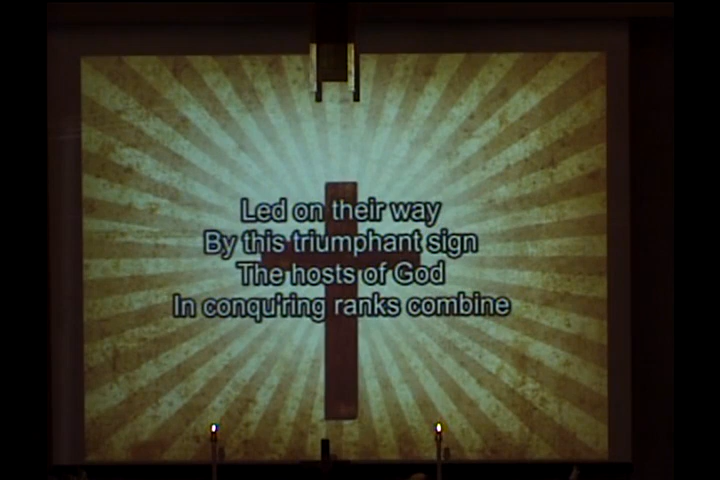 Led on their way
By this triumphant sign
The hosts of God
In conqu'ring ranks combine